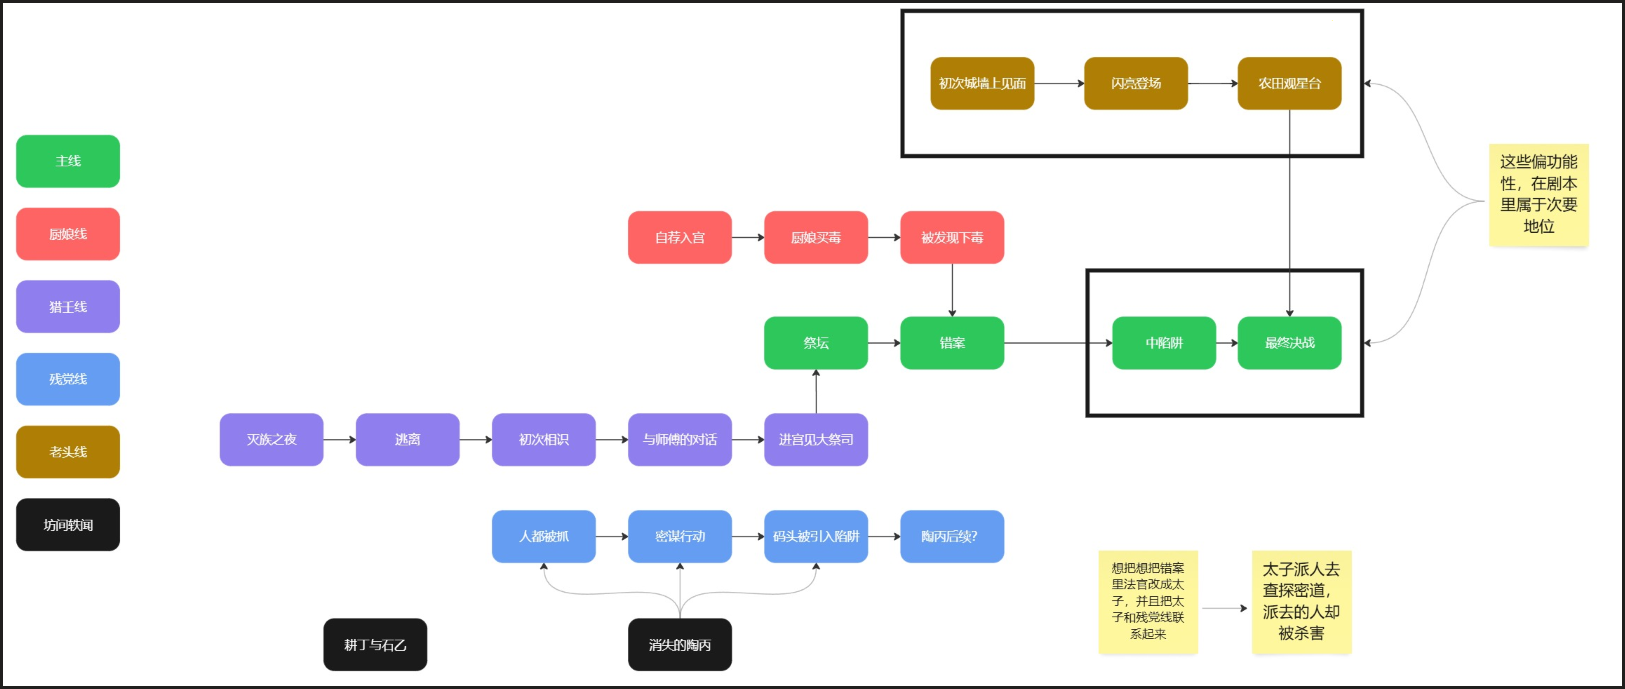 初次城墙上见面
闪亮登场
农田观星台
主线
这些偏功能
性，在剧本
里属于次要
地位
厨娘线
自荐入宫
厨娘买毒
被发现下毒
猎王线
祭坛
错案
中陷阱
最终决战
残党线
老头线
灭族之夜
逃离
初次相识
与师傅的对话
进宫见大祭司
坊间轶闻
人都被抓
密谋行动
码头被引入陷阱
陶丙后续?
想把想把错案
里法官改成太
子，并且把太
子和残党线联
系起来
太子派人去
查探密道，
派去的人却
被杀害
耕丁与石乙
消失的陶丙